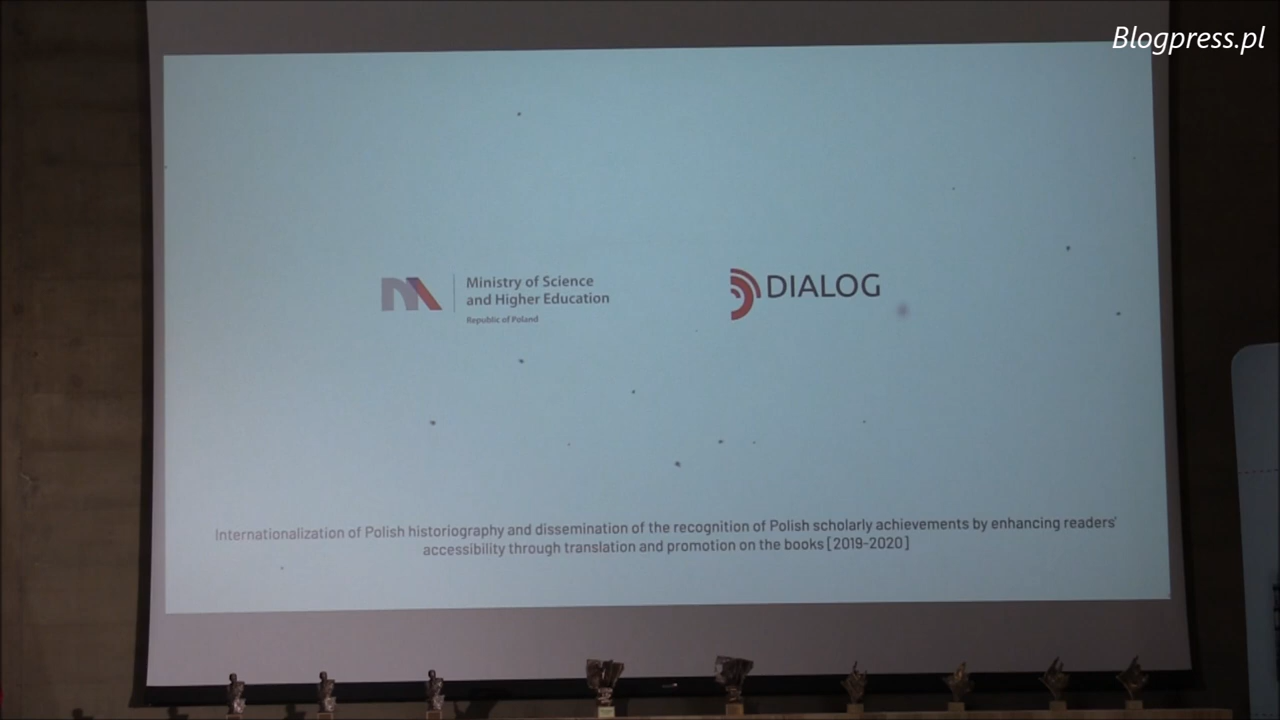 Blogpress.pl
Ministry of Science
and Higher Education
Republic of Poland
DIALOG
Internationalization of Polish historiography and dissemination of the recognition of Polish scholarly achievements by enhancing readers'
accessibility through translation and promotion on the books [2019-2020]